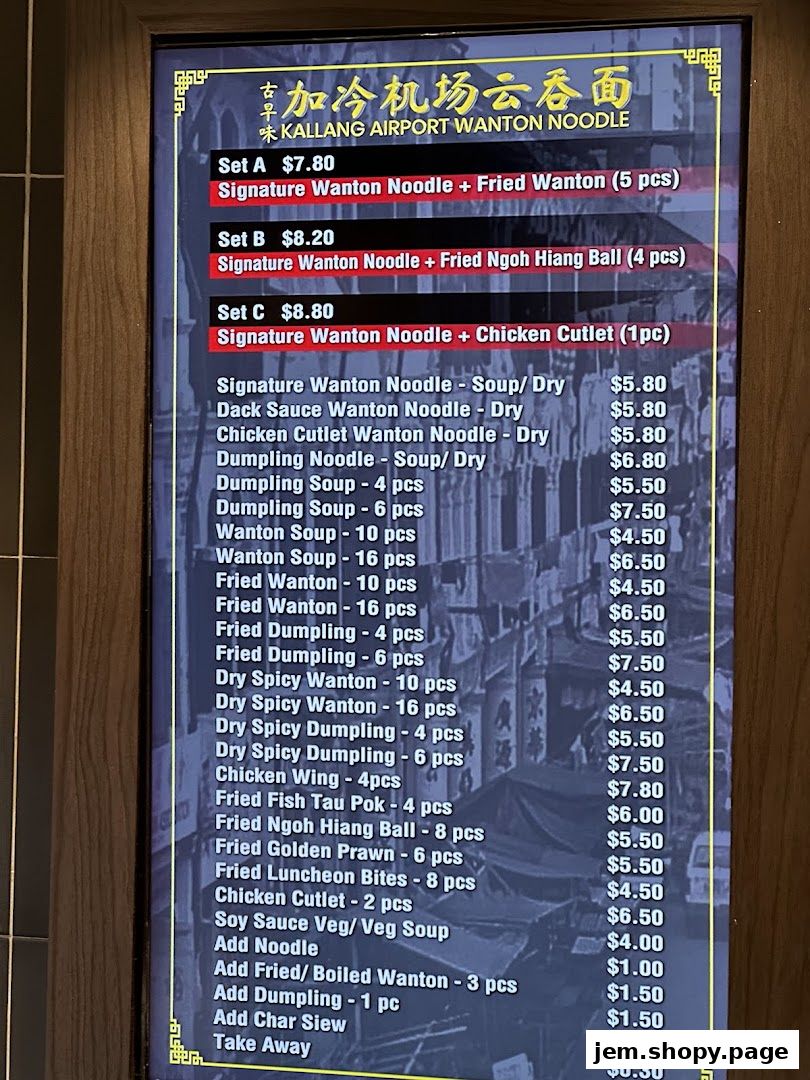 古早味
加冷机场云吞面
KALLANG AIRPORT WANTON NOODLE
Set A $7.80
Signature Wanton Noodle + Fried Wanton (5 pcs)
Set B $8.20
Signature Wanton Noodle + Fried Ngoh Hiang Ball (4 pcs)
Set C $8.80
Signature Wanton Noodle + Chicken Cutlet (1pc)
Signature Wanton Noodle - Soup/ Dry $5.80
Dack Sauce Wanton Noodle - Dry $5.80
Chicken Cutlet Wanton Noodle - Dry $5.80
Dumpling Noodle - Soup/ Dry $6.80
Dumpling Soup - 4 pcs $5.50
Dumpling Soup - 6 pcs $7.50
Wanton Soup - 10 pcs $4.50
Wanton Soup - 16 pcs $6.50
Fried Wanton - 10 pcs $4.50
Fried Wanton - 16 pcs $6.50
Fried Dumpling - 4 pcs $5.50
Fried Dumpling - 6 pcs $7.50
Dry Spicy Wanton - 10 pcs $4.50
Dry Spicy Wanton - 16 pcs $6.50
Dry Spicy Dumpling - 4 pcs $5.50
Dry Spicy Dumpling - 6 pcs $7.50
Chicken Wing - 4pcs $7.80
Fried Fish Tau Pok - 4 pcs $6.00
Fried Ngoh Hiang Ball - 8 pcs $5.50
Fried Golden Prawn - 6 pcs $5.50
Fried Luncheon Bites - 8 pcs $4.50
Chicken Cutlet - 2 pcs $6.50
Soy Sauce Veg/ Veg Soup $4.00
Add Noodle $1.00
Add Fried/ Boiled Wanton - 3 pcs $1.50
Add Dumpling - 1 pc $1.50
Add Char Siew
Take Away
jem.shopy.page